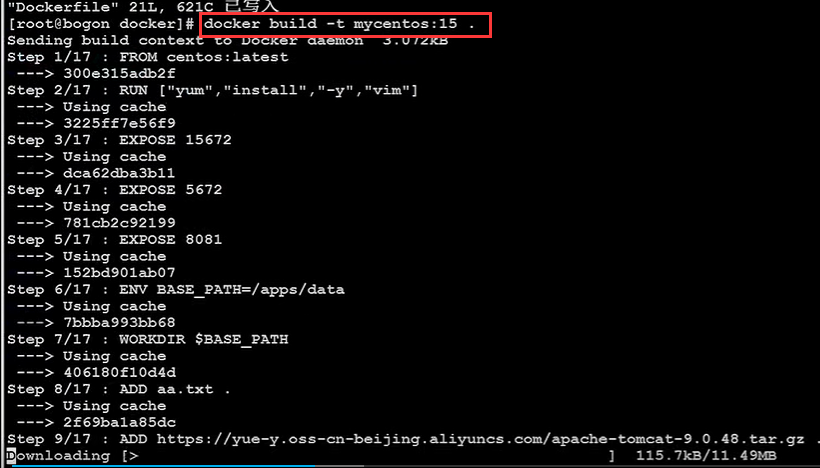 "Dockerfile" 21L, 621C 已写入
[root@bogon docker]# docker build -t mycentos:15 .
Sending build context to Docker daemon  3.072kB
Step 1/17 : FROM centos:latest
 ---> 300e315adb2f
Step 2/17 : RUN ["yum","install","-y","vim"]
 ---> Using cache
 ---> 3225ff7e56f9
Step 3/17 : EXPOSE 15672
 ---> Using cache
 ---> dca62dba3b11
Step 4/17 : EXPOSE 5672
 ---> Using cache
 ---> 781cb2c92199
Step 5/17 : EXPOSE 8081
 ---> Using cache
 ---> 152bd901ab07
Step 6/17 : ENV BASE_PATH=/apps/data
 ---> Using cache
 ---> 7bbba993bb68
Step 7/17 : WORKDIR $BASE_PATH
 ---> Using cache
 ---> 406180f10d4d
Step 8/17 : ADD aa.txt .
 ---> Using cache
 ---> 2f69ba1a85dc
Step 9/17 : ADD https://yue-y.oss-cn-beijing.aliyuncs.com/apache-tomcat-9.0.48.tar.gz .
Downloading [>                                                  ]  115.7kB/11.49MB